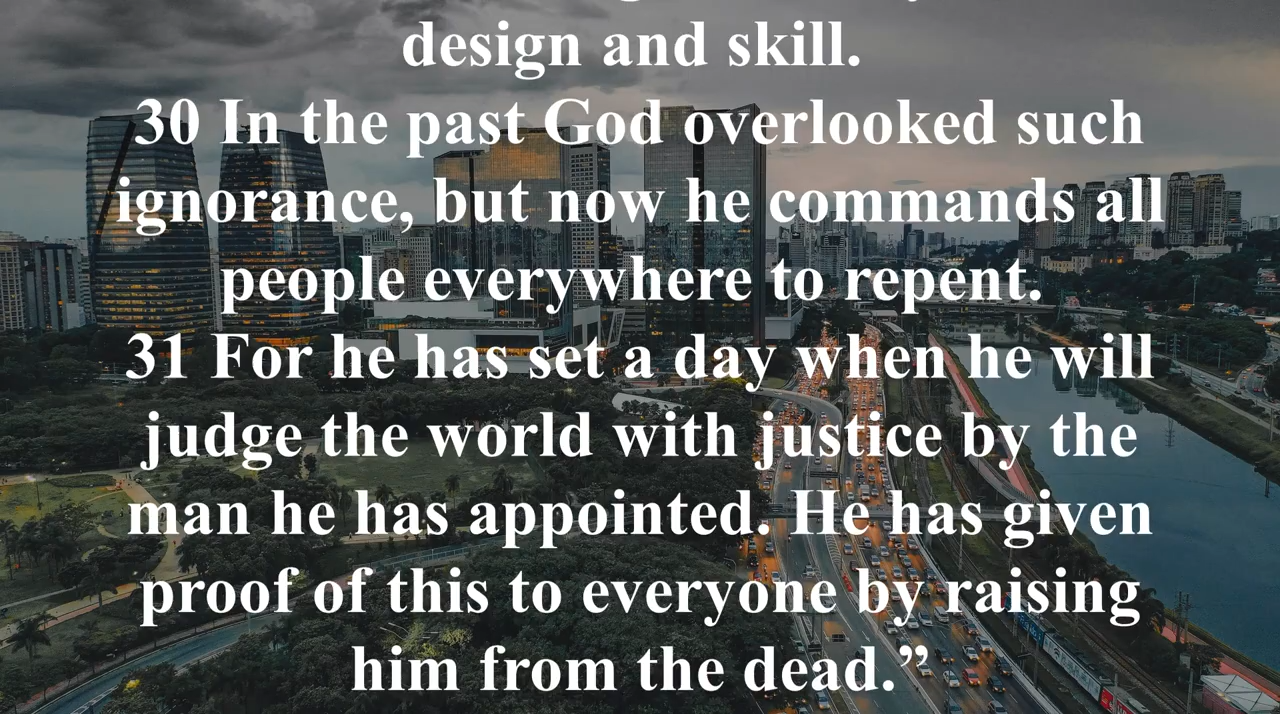 design and skill.
30 In the past God overlooked such
ignorance, but now he commands all
people everywhere to repent.
31 For he has set a day when he will
judge the world with justice by the
man he has appointed. He has given
proof of this to everyone by raising
him from the dead.”